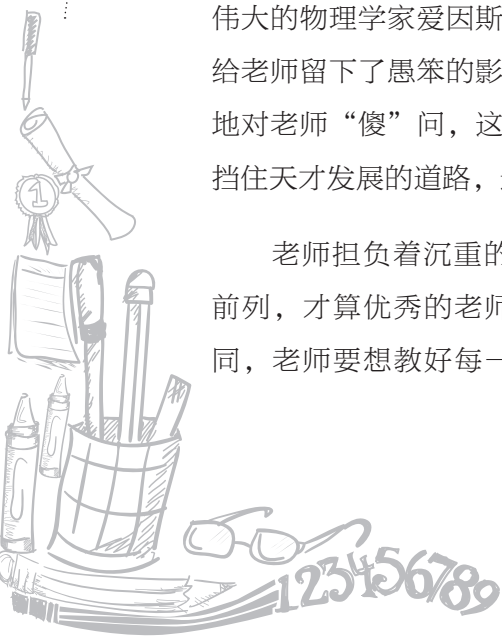 伟大的物理学家爱因斯
给老师留下了愚笨的影
地对老师“傻”问，这
挡住天才发展的道路，
老师担负着沉重的
前列，才算优秀的老师
同，老师要想教好每一
1
123456789